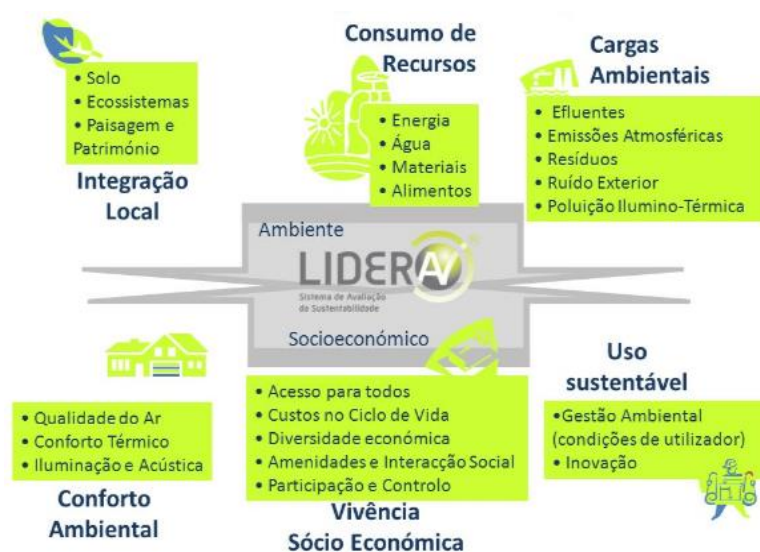 • Solo
• Ecossistemas
• Paisagem e
Património
Integração
Local
Consumo de
Recursos
• Energia
• Água
• Materiais
• Alimentos
Cargas
Ambientais
• Efluentes
• Emissões Atmosféricas
• Resíduos
• Ruído Exterior
• Poluição Ilumino-Térmica
Ambiente
LIDERA
Sistema de Avaliação
da Sustentabilidade
Socioeconómico
• Qualidade do Ar
• Conforto Térmico
• Iluminação e Acústica
Conforto
Ambiental
• Acesso para todos
• Custos no Ciclo de Vida
• Diversidade económica
• Amenidades e Interacção Social
• Participação e Controlo
Vivência
Sócio Económica
Uso
sustentável
•Gestão Ambiental
(condições de utilizador)
• Inovação